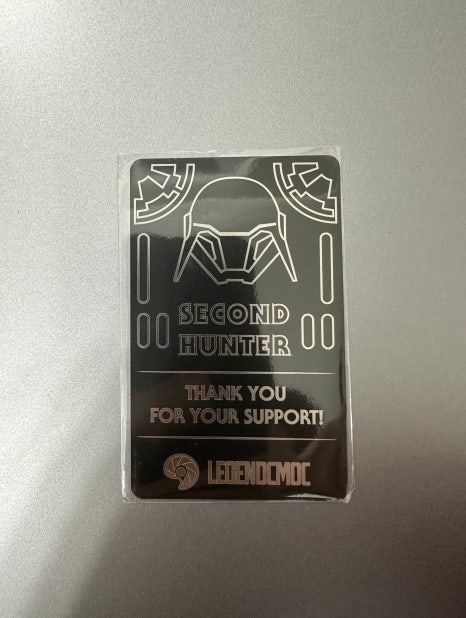 SECOND
HUNTER
THANK YOU
FOR YOUR SUPPORT!
LEGENDCMOC